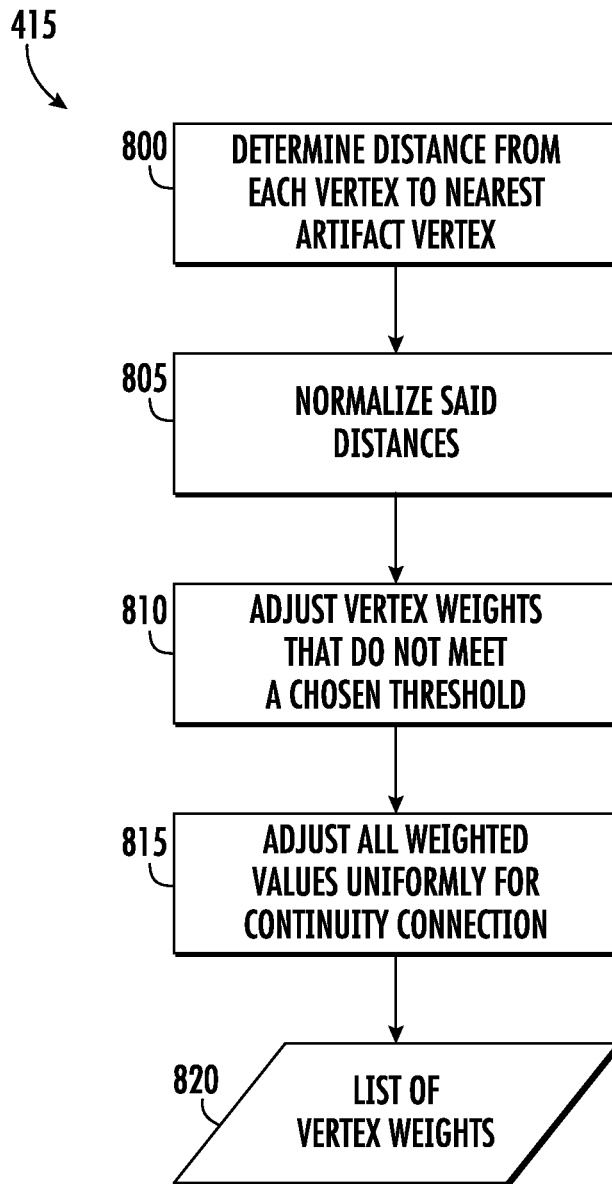 415
800
DETERMINE DISTANCE FROM
EACH VERTEX TO NEAREST
ARTIFACT VERTEX
805
NORMALIZE SAID
DISTANCES
810
ADJUST VERTEX WEIGHTS
THAT DO NOT MEET
A CHOSEN THRESHOLD
815
ADJUST ALL WEIGHTED
VALUES UNIFORMLY FOR
CONTINUITY CONNECTION
820
LIST OF
VERTEX WEIGHTS